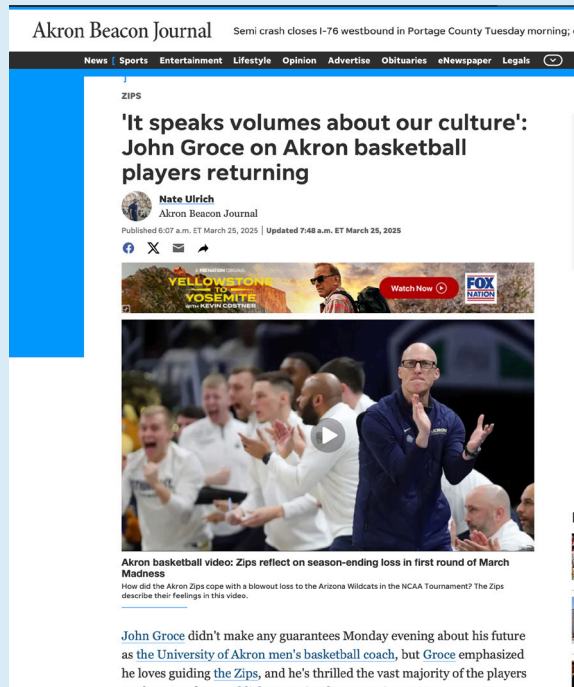 Akron Beacon Journal
Semi crash closes I-76 westbound in Portage County Tuesday morning;
News Sports Entertainment Lifestyle Opinion Advertise Obituaries eNewspaper Legals
ZIPS
'It speaks volumes about our culture':
John Groce on Akron basketball
players returning
Nate Ulrich
Akron Beacon Journal
Published 6:07 a.m. ET March 25, 2025 | Updated 7:48 a.m. ET March 25, 2025
YELLOWSTONE
TO
YOSEMITE
WITH KEVIN COSTNER
Watch Now
FOX
NATION
Akron basketball video: Zips reflect on season-ending loss in first round of March
Madness
How did the Akron Zips cope with a blowout loss to the Arizona Wildcats in the NCAA Tournament? The Zips
describe their feelings in this video.
John Groce didn't make any guarantees Monday evening about his future
as the University of Akron men's basketball coach, but Groce emphasized
he loves guiding the Zips, and he's thrilled the vast majority of the players